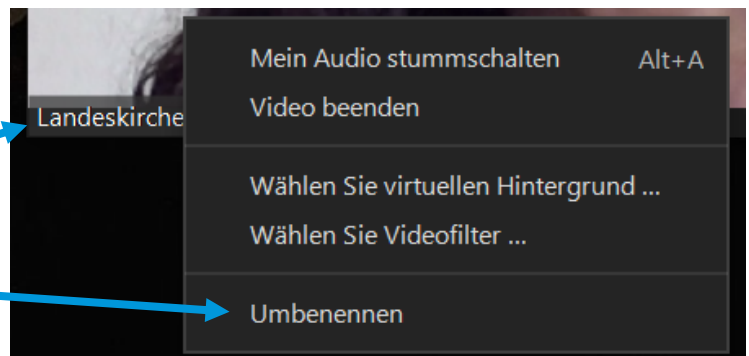 Mein Audio stummschalten Alt+A
Video beenden
Landeskirche
Wählen Sie virtuellen Hintergrund ...
Wählen Sie Videofilter ...
Umbenennen